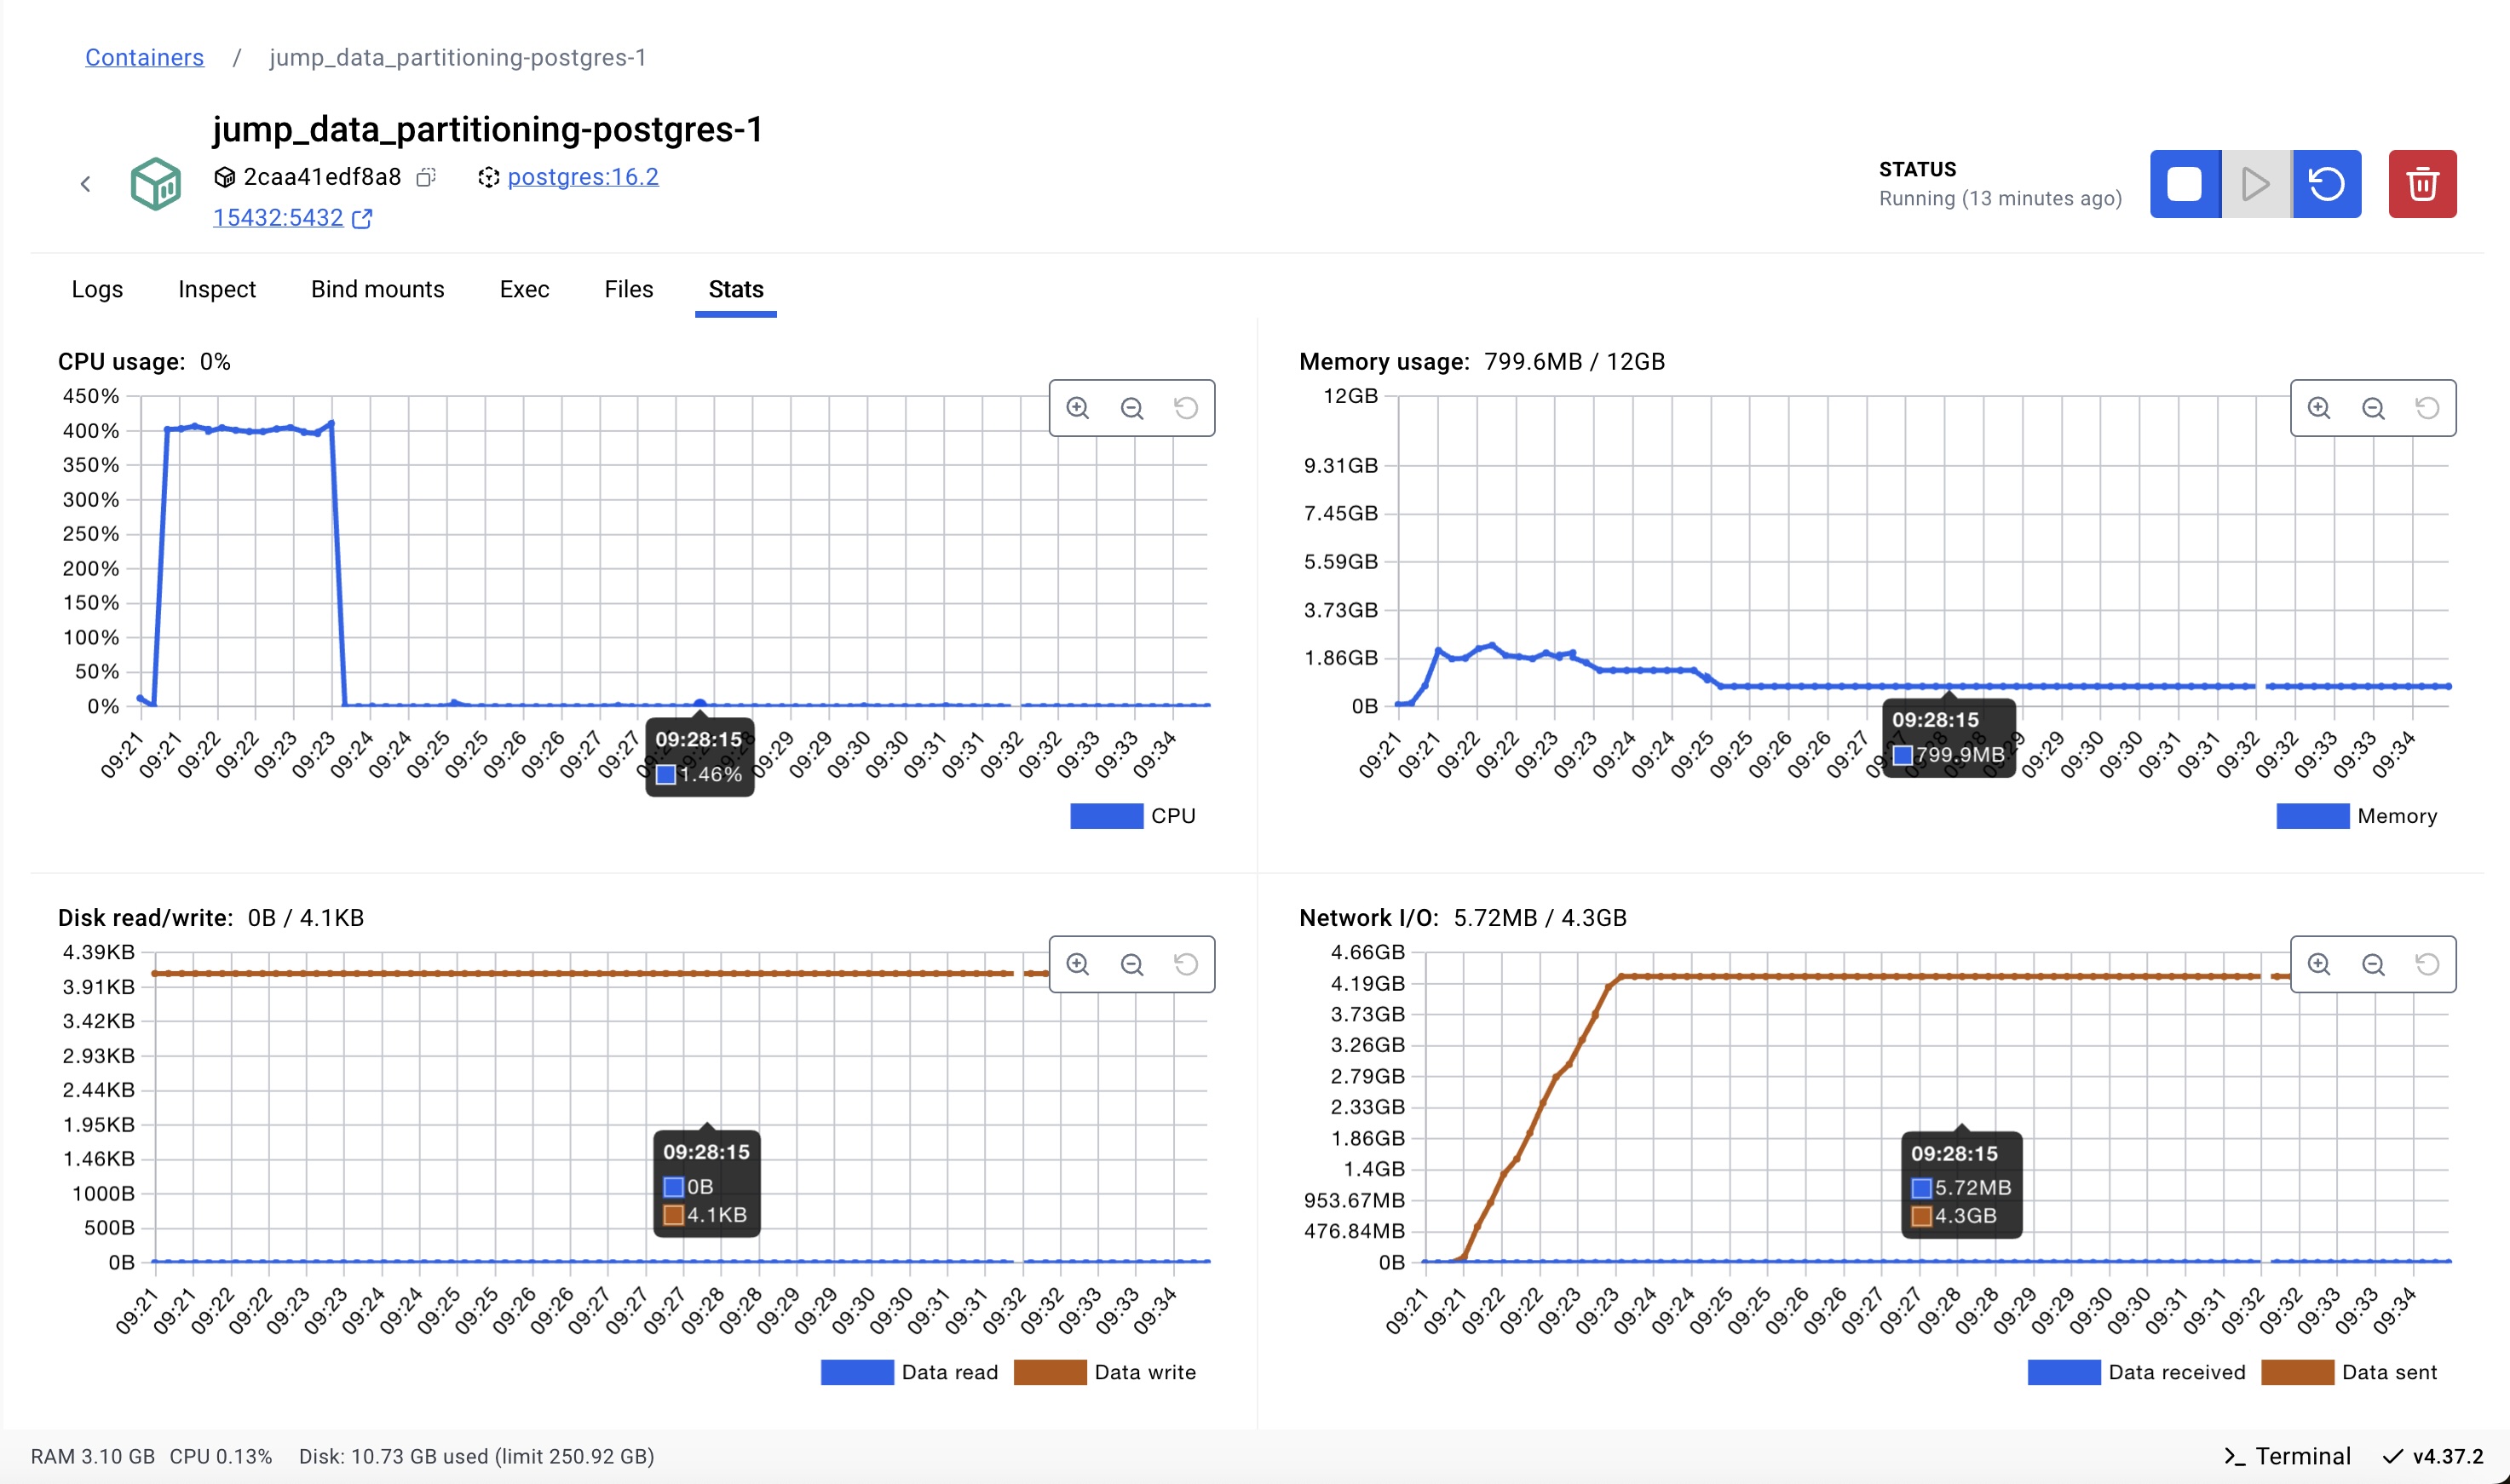 Containers / jump_data_partitioning-postgres-1
jump_data_partitioning-postgres-1
2caa41edf8a8 postgres:16.2
15432:5432
STATUS
Running (13 minutes ago)
Logs Inspect Bind mounts Exec Files Stats
CPU usage: 0%
450%
400%
350%
300%
250%
200%
150%
100%
50%
0%
09:21 09:21 09:22 09:22 09:23 09:23 09:24 09:24 09:25 09:25 09:26 09:26 09:27 09:27 09:29 09:29 09:30 09:30 09:31 09:31 09:32 09:32 09:33 09:33 09:34
09:28:15
1.46%
CPU
Memory usage: 799.6MB / 12GB
12GB
9.31GB
7.45GB
5.59GB
3.73GB
1.86GB
0B
09:21 09:21 09:22 09:22 09:23 09:23 09:24 09:24 09:25 09:25 09:26 09:26 09:27 09:29 09:30 09:30 09:31 09:31 09:32 09:32 09:33 09:33 09:34
09:28:15
799.9MB
Memory
Disk read/write: 0B / 4.1KB
4.39KB
3.91KB
3.42KB
2.93KB
2.44KB
1.95KB
1.46KB
1000B
500B
0B
09:21 09:21 09:22 09:22 09:23 09:23 09:24 09:24 09:25 09:25 09:26 09:26 09:27 09:27 09:27 09:28 09:28 09:29 09:29 09:30 09:30 09:31 09:31 09:32 09:32 09:33 09:33 09:34
09:28:15
0B
4.1KB
Data read Data write
Network I/O: 5.72MB / 4.3GB
4.66GB
4.19GB
3.73GB
3.26GB
2.79GB
2.33GB
1.86GB
1.4GB
953.67MB
476.84MB
0B
09:21 09:21 09:22 09:22 09:23 09:23 09:24 09:24 09:25 09:25 09:26 09:26 09:27 09:27 09:28 09:28 09:29 09:29 09:30 09:30 09:31 09:31 09:32 09:32 09:33 09:33 09:34
09:28:15
5.72MB
4.3GB
Data received Data sent
RAM 3.10 GB CPU 0.13% Disk: 10.73 GB used (limit 250.92 GB)
Terminal v4.37.2